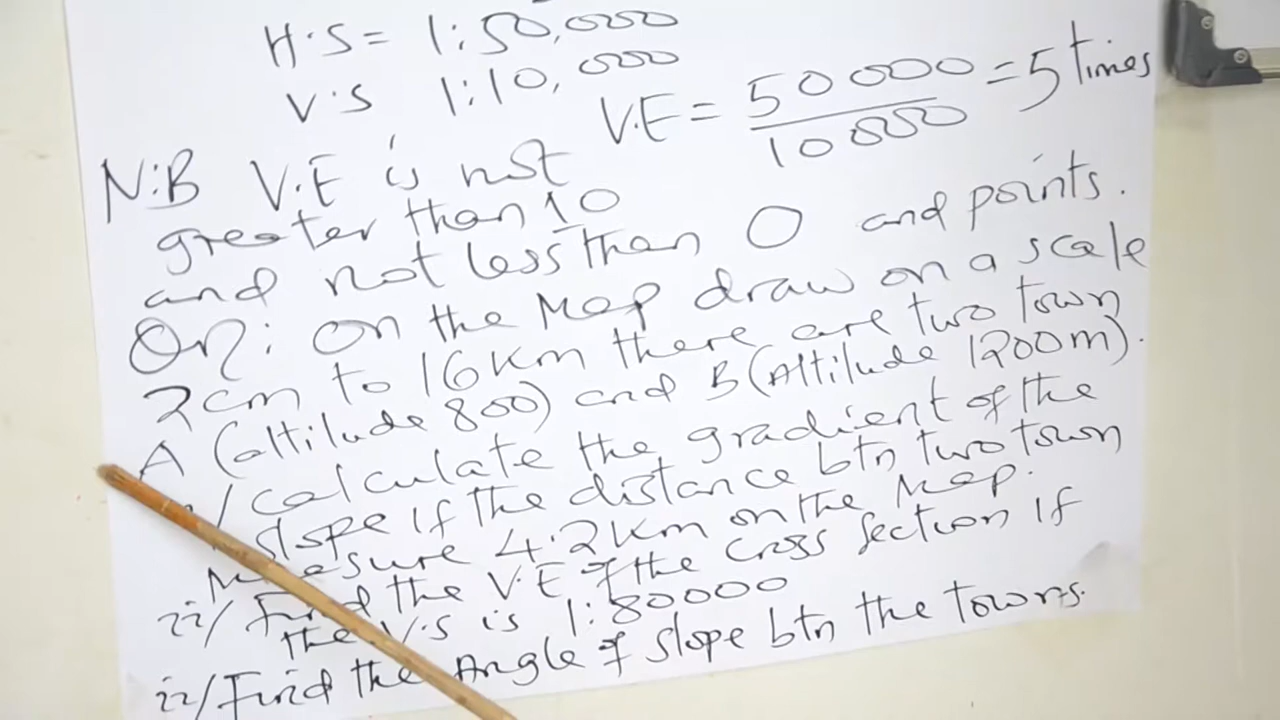 H.S = 1:50,000
V.S 1:10,000
V.E = 50000 / 10000 = 5 times
N:B V.E is not
greater than 10
and not less than 0 and points.
Qn: On the Map draw on a scale
2cm to 16km there are two town
A (altitude 800) and B (Altitude 1200m).
/ calculate the gradient of the
slope if the distance btn two town
Measure 4.2km on the Map.
ii/ Find the V.E of the cross section if
the V.S is 1:80000
ii/ Find the Angle of slope btn the towns.